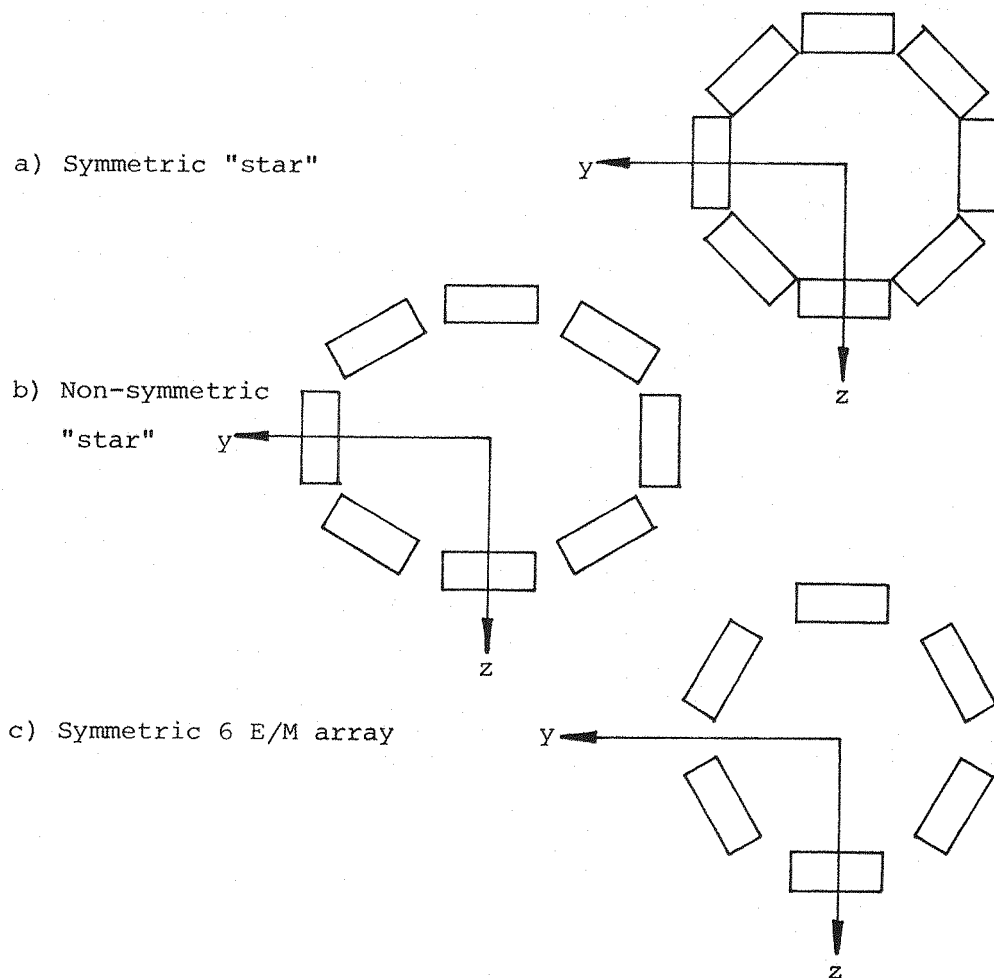 a) Symmetric "star"
y
z
b) Non-symmetric
"star"
y
z
c) Symmetric 6 E/M array
y
z